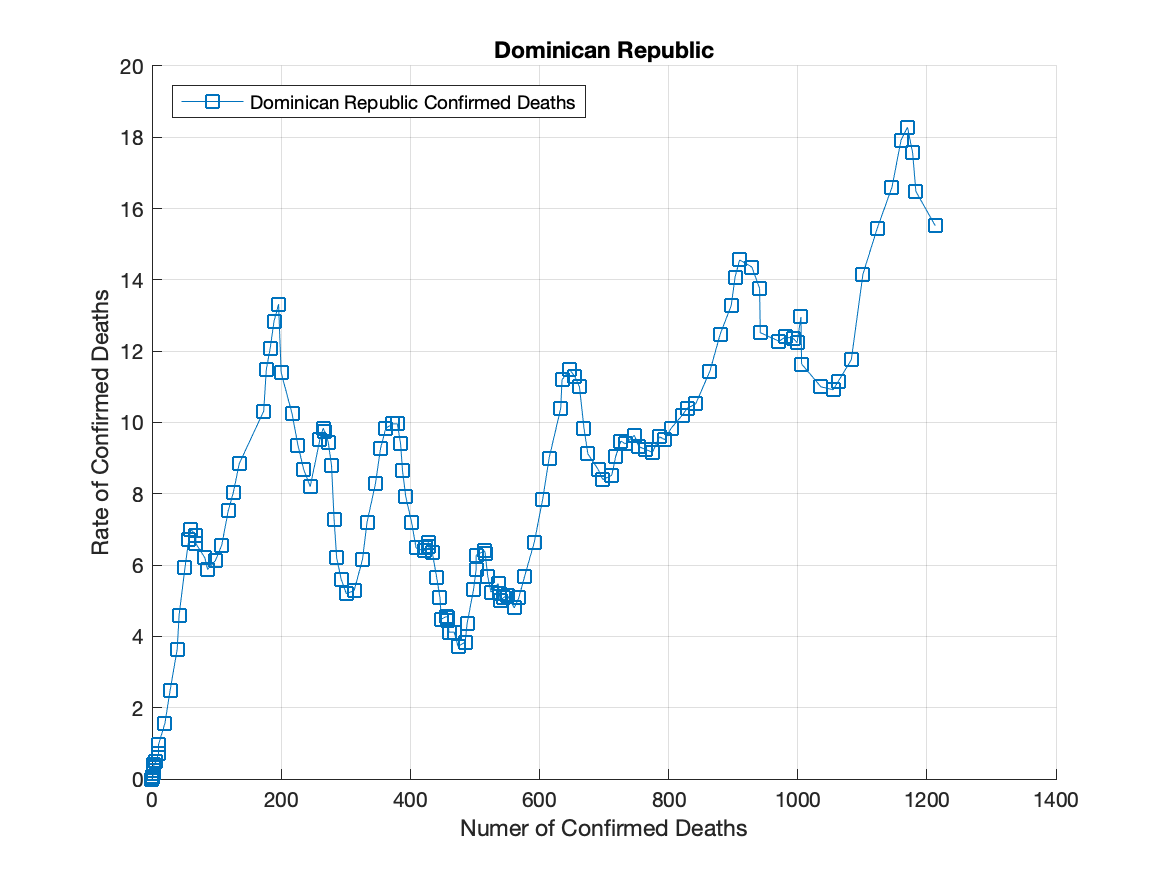 Dominican Republic
Dominican Republic Confirmed Deaths
Rate of Confirmed Deaths
20
18
16
14
12
10
8
6
4
2
0
0 200 400 600 800 1000 1200 1400
Numer of Confirmed Deaths